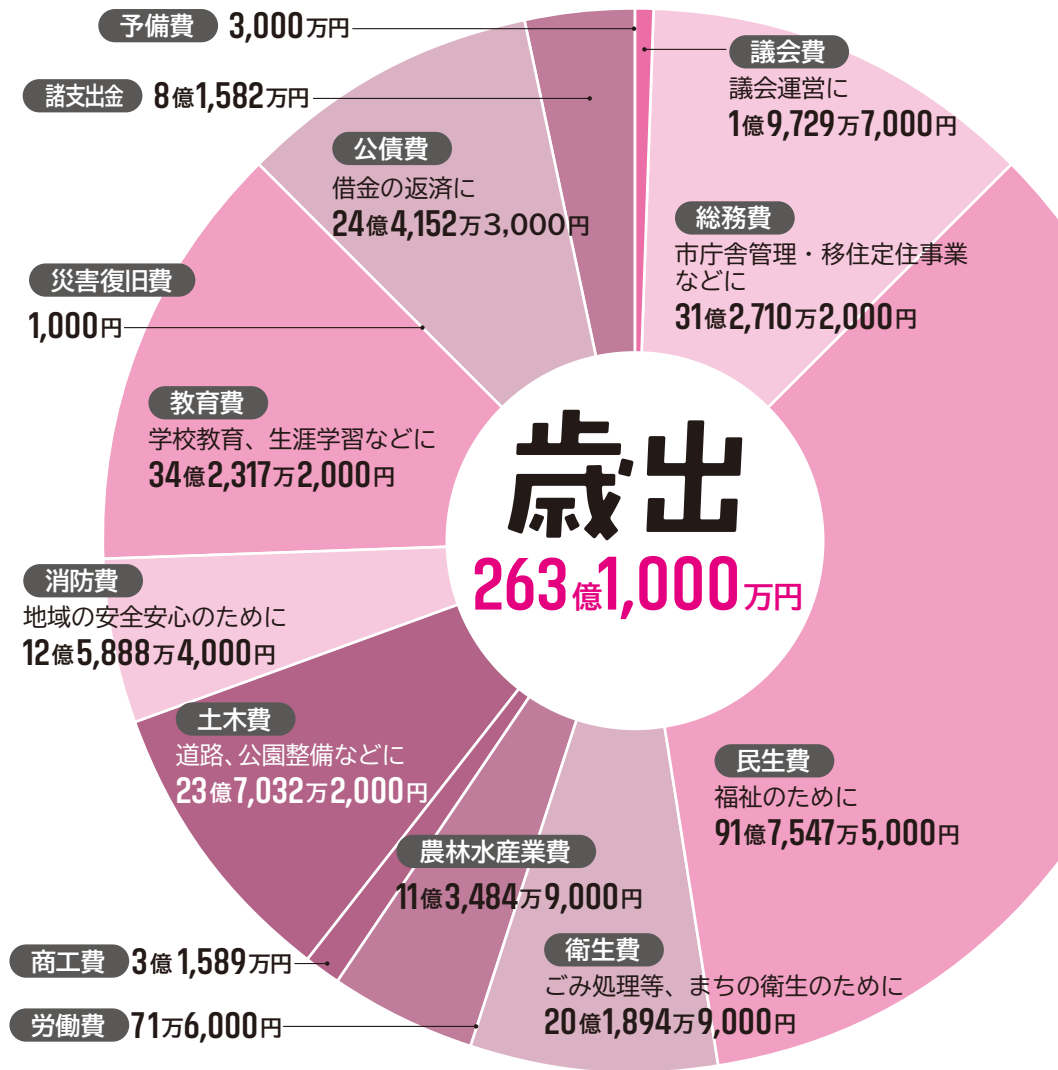 予備費 3,000万円
諸支出金 8億1,582万円
公債費
借金の返済に
24億4,152万3,000円
災害復旧費
1,000円
教育費
学校教育、生涯学習などに
34億2,317万2,000円
消防費
地域の安全安心のために
12億5,888万4,000円
土木費
道路、公園整備などに
23億7,032万2,000円
商工費 3億1,589万円
労働費 71万6,000円
農林水産業費
11億3,484万9,000円
衛生費
ごみ処理等、まちの衛生のために
20億1,894万9,000円
民生費
福祉のために
91億7,547万5,000円
総務費
市庁舎管理・移住定住事業
などに
31億2,710万2,000円
議会費
議会運営に
1億9,729万7,000円
歳出
263億1,000万円